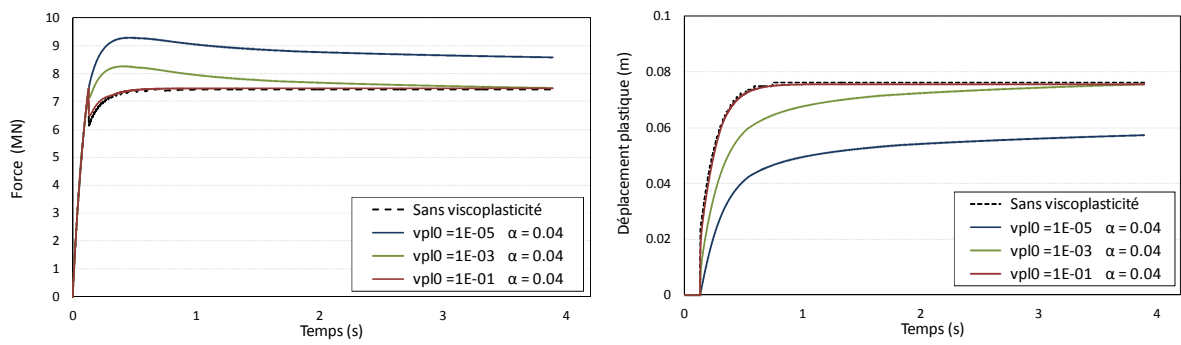 10
9
8
7
6
5
4
3
2
1
0
Force (MN)
0 1 2 3 4
Temps (s)
Sans viscoplasticité
vpl0 =1E-05 α = 0.04
vpl0 =1E-03 α = 0.04
vpl0 =1E-01 α = 0.04
0.1
0.08
0.06
0.04
0.02
0
Déplacement plastique (m)
0 1 2 3 4
Temps (s)
Sans viscoplasticité
vpl0 =1E-05 α = 0.04
vpl0 =1E-03 α = 0.04
vpl0 =1E-01 α = 0.04